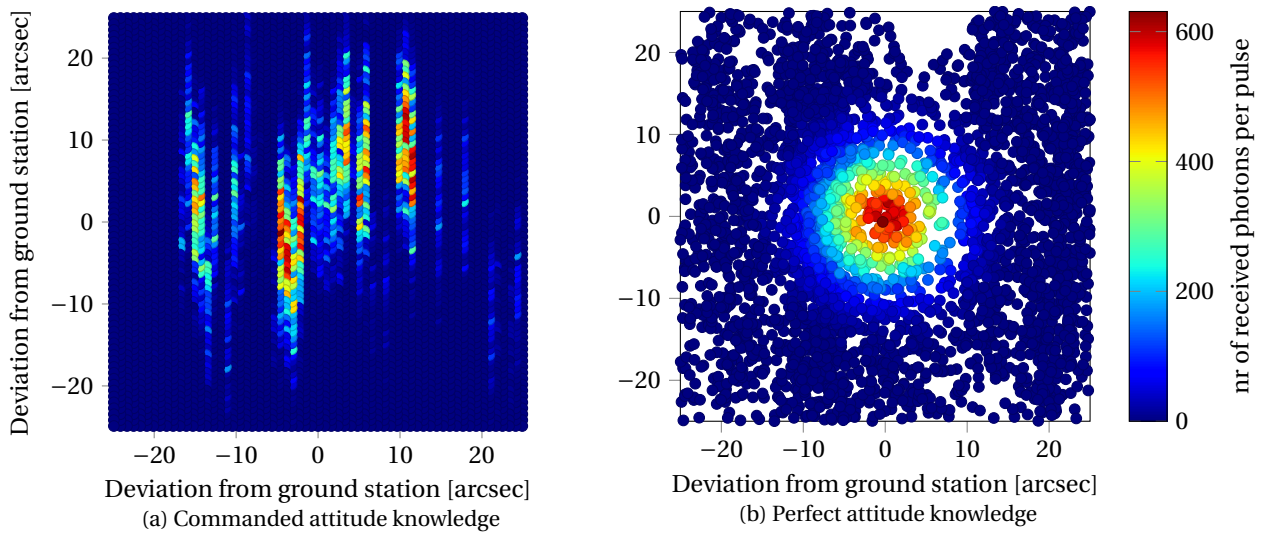 Deviation from ground station [arcsec]
20
10
0
−10
−20
−20 −10 0 10 20
Deviation from ground station [arcsec]
(a) Commanded attitude knowledge
20
10
0
−10
−20
−20 −10 0 10 20
Deviation from ground station [arcsec]
(b) Perfect attitude knowledge
600
400
200
0
nr of received photons per pulse